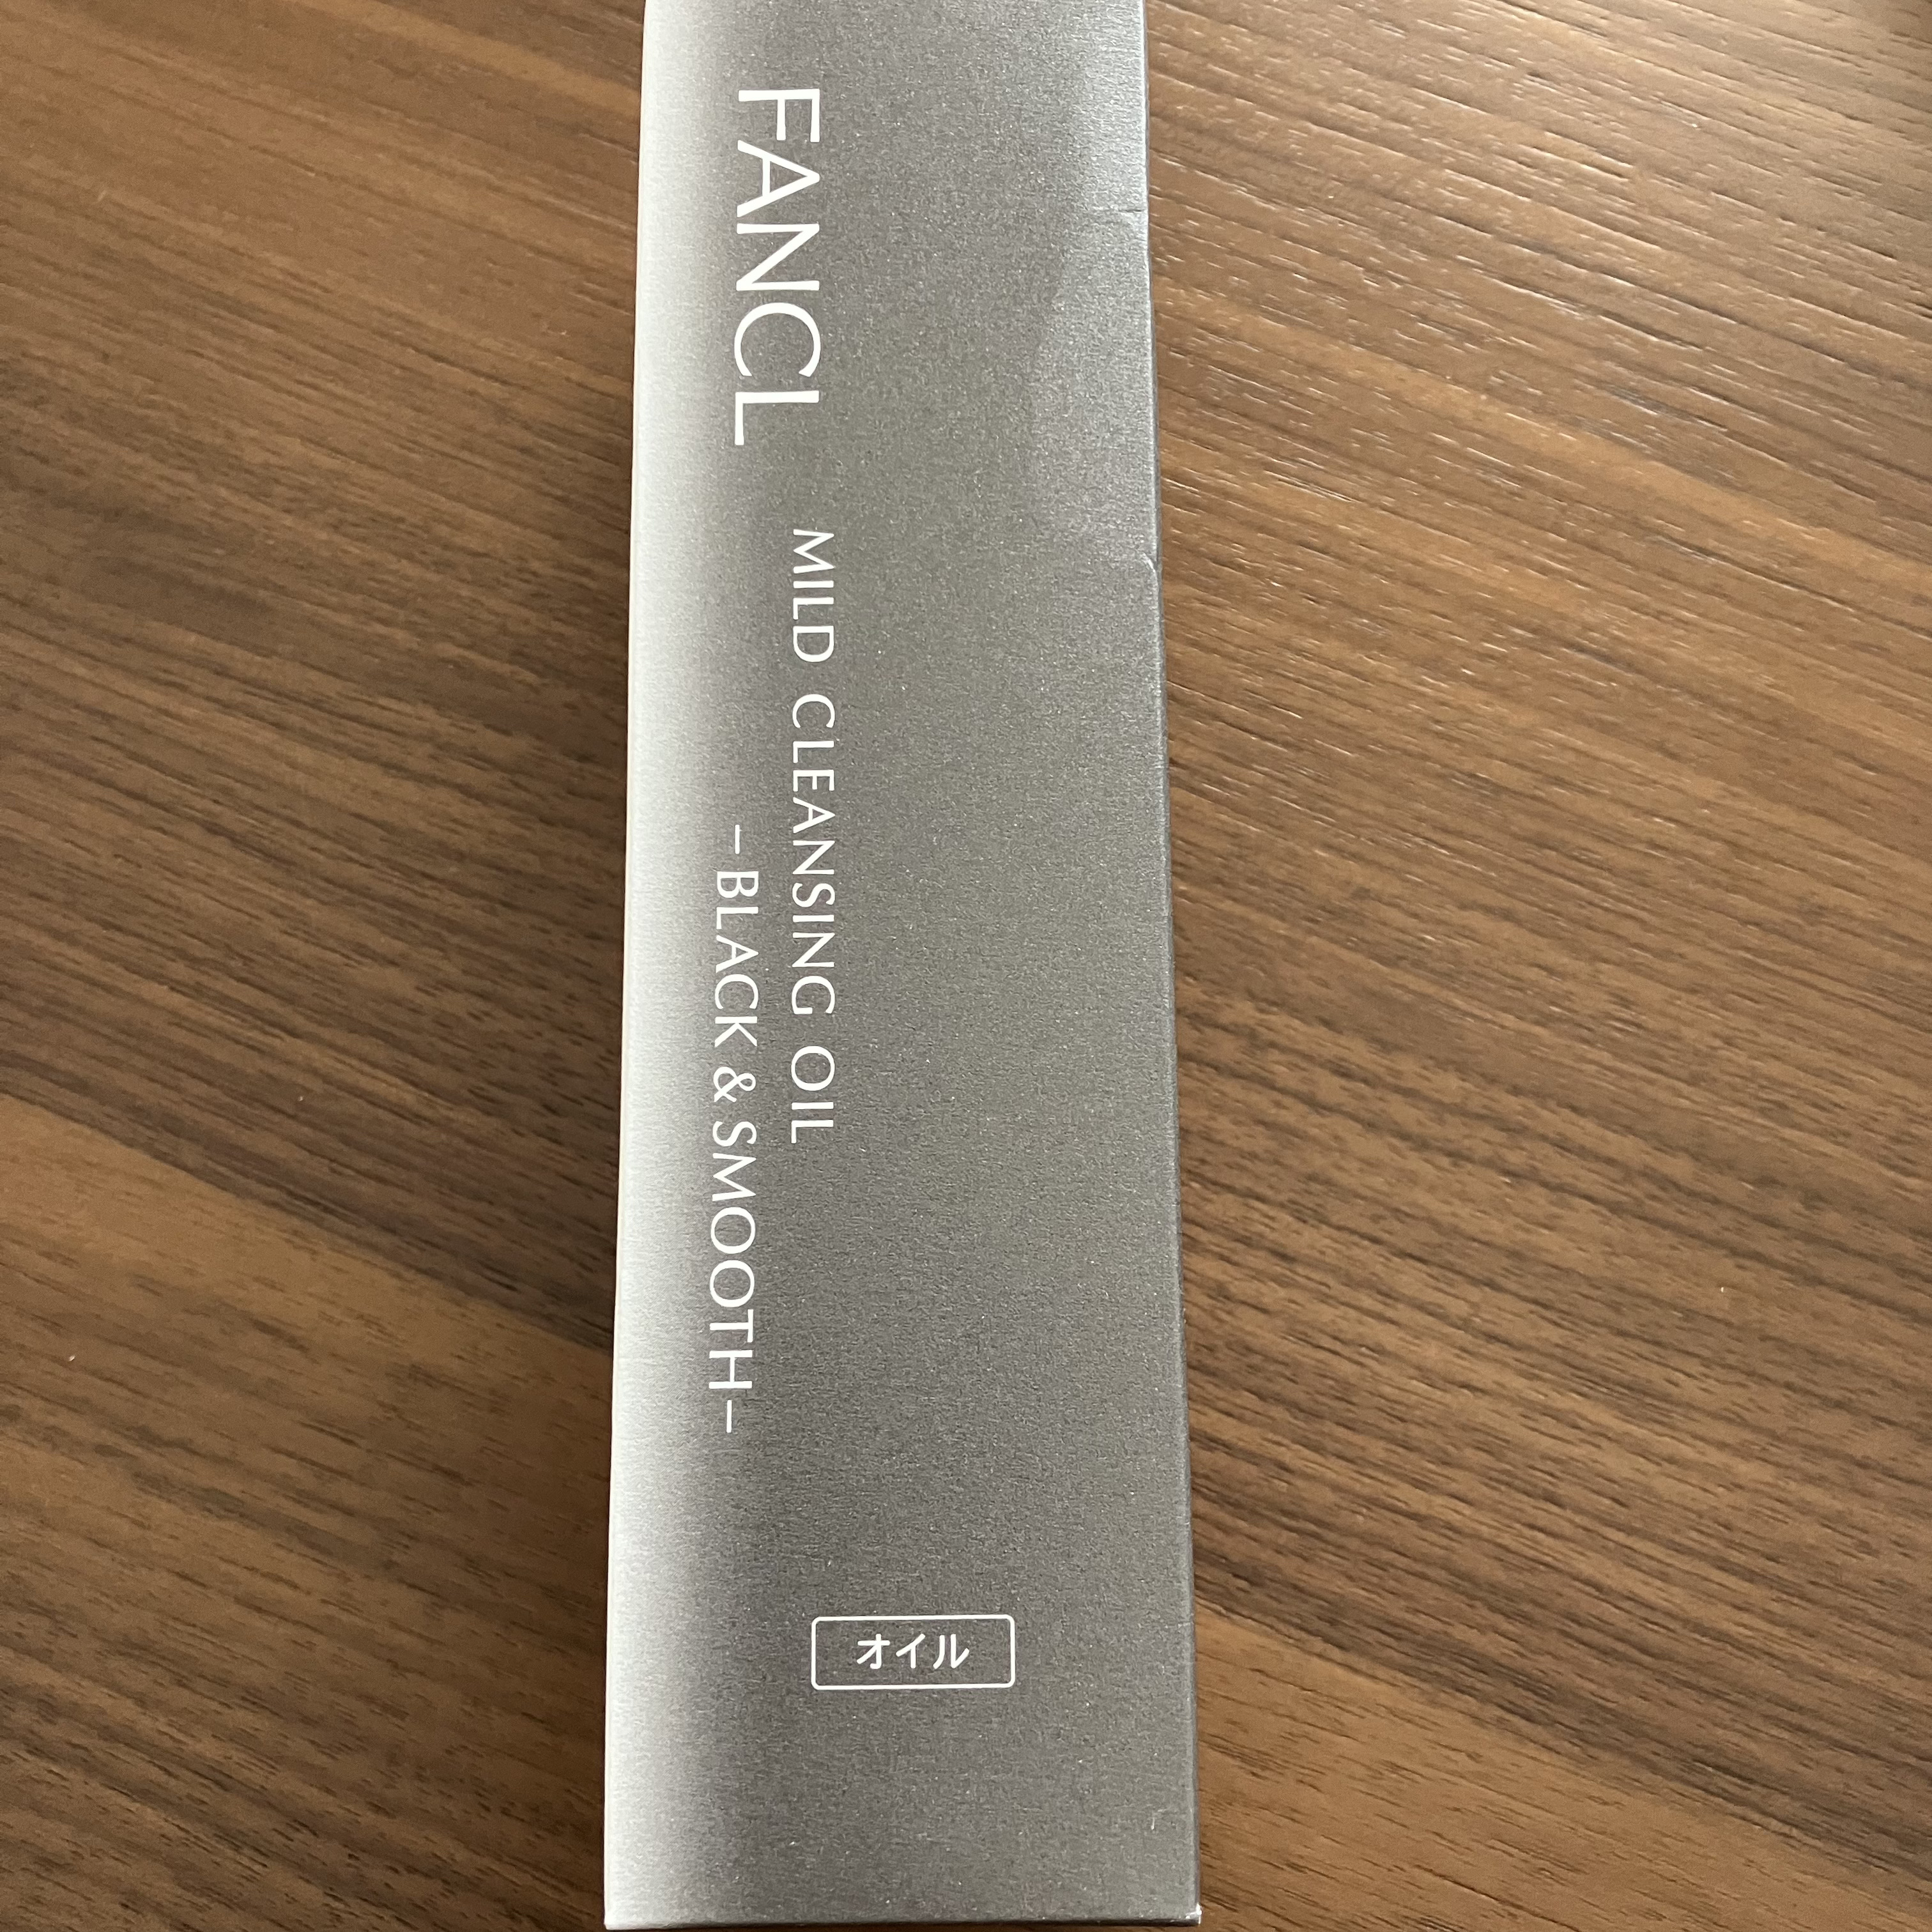 FANCL
MILD CLEANSING OIL
–BLACK & SMOOTH–
オイル